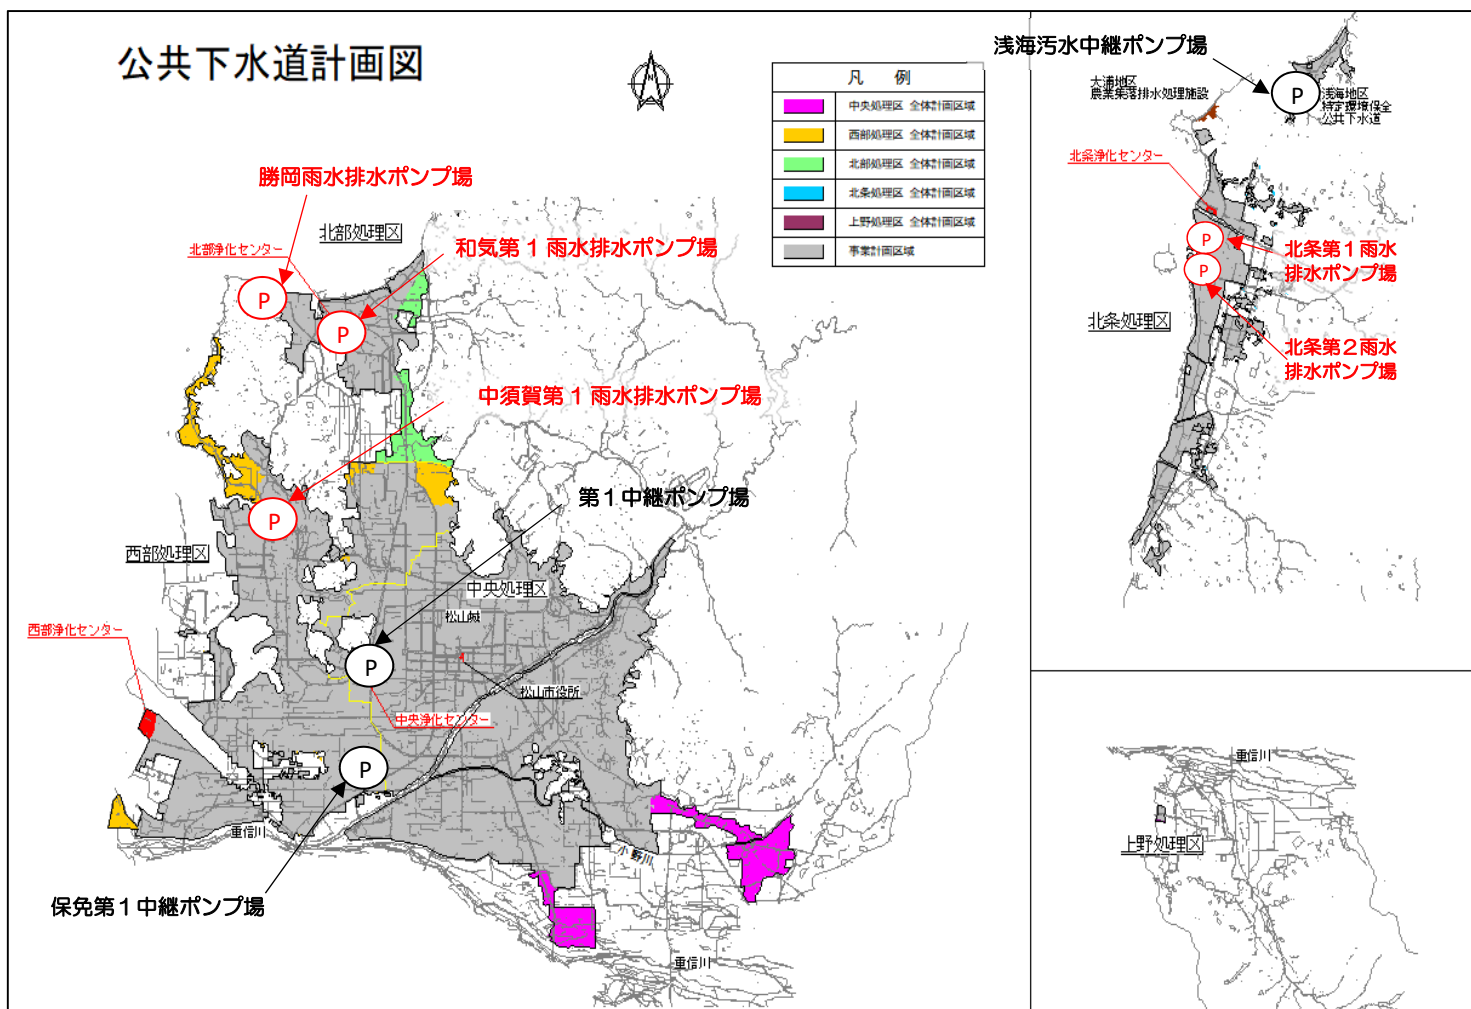 公共下水道計画図
N
凡 例
中央処理区 全体計画区域
西部処理区 全体計画区域
北部処理区 全体計画区域
北条処理区 全体計画区域
上野処理区 全体計画区域
事業計画区域
勝岡雨水排水ポンプ場
北部処理区
北部浄化センター
和気第1雨水排水ポンプ場
P
P
中須賀第1雨水排水ポンプ場
第1中継ポンプ場
P
西部処理区
中央処理区
松山城
西部浄化センター
P
松山市役所
中央浄化センター
P
重信川
小野川
保免第1中継ポンプ場
重信川
浅海汚水中継ポンプ場
大浦地区
農業集落排水処理施設
P
浅海地区
特定環境保全
公共下水道
北条浄化センター
P
北条第1雨水
排水ポンプ場
P
北条処理区
北条第2雨水
排水ポンプ場
重信川
上野処理区